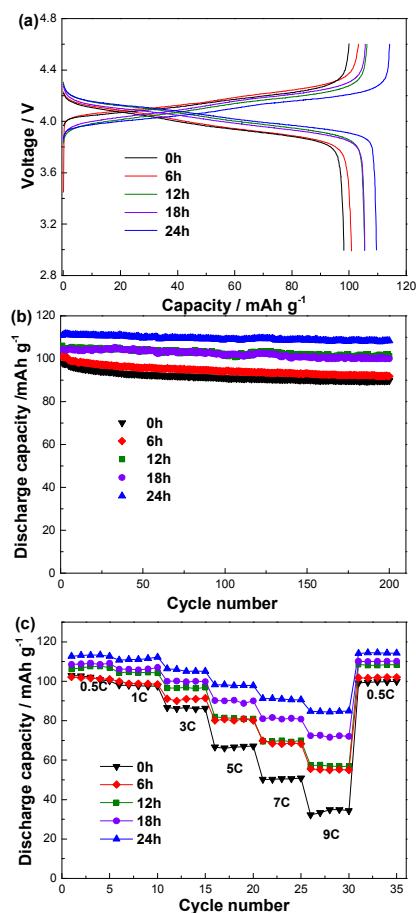 (a)
4.8
4.4
4.0
3.6
3.2
2.8
Voltage / V
0h
6h
12h
18h
24h
0 20 40 60 80 100 120
Capacity / mAh g-1
(b)
120
100
80
60
40
20
0
Discharge capacity /mAh g-1
0h
6h
12h
18h
24h
50 100 150 200
Cycle number
(c)
120
100
80
60
40
20
0
Discharge capacity / mAh g-1
0.5C
1C
3C
5C
7C
9C
0.5C
0h
6h
12h
18h
24h
0 5 10 15 20 25 30 35
Cycle number